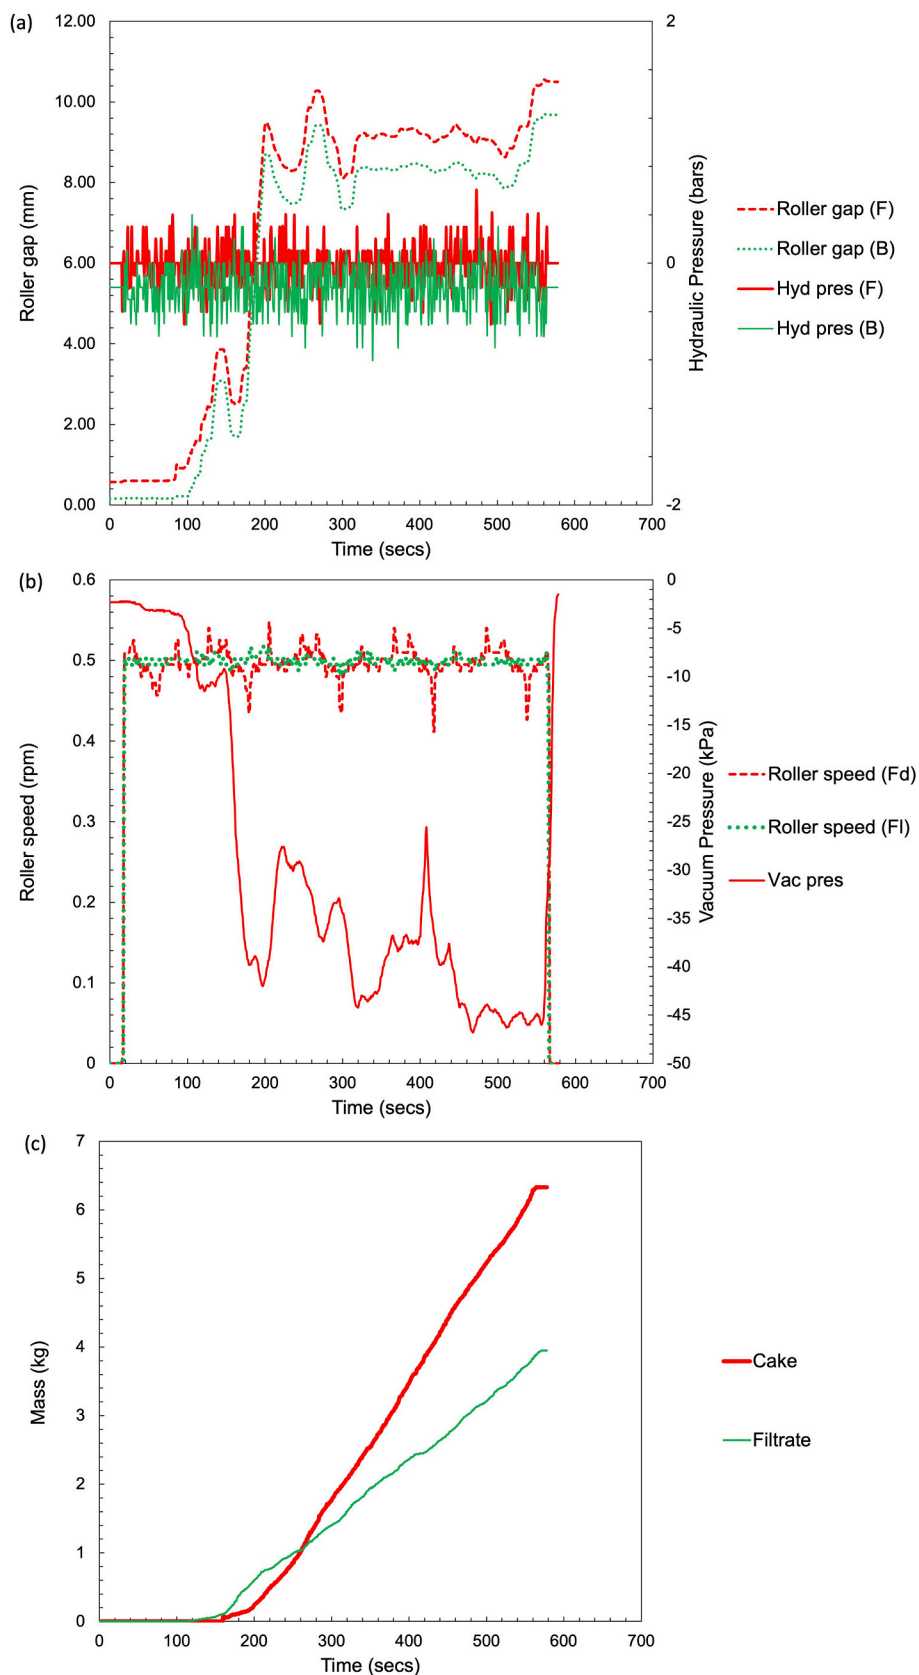 (a)
12.00
10.00
8.00
6.00
4.00
2.00
0.00
Roller gap (mm)
0 100 200 300 400 500 600 700
Time (secs)
2
0
-2
Hydraulic Pressure (bars)
Roller gap (F)
Roller gap (B)
Hyd pres (F)
Hyd pres (B)
(b)
0.6
0.5
0.4
0.3
0.2
0.1
0
Roller speed (rpm)
0 100 200 300 400 500 600 700
Time (secs)
0
-5
-10
-15
-20
-25
-30
-35
-40
-45
-50
Vacuum Pressure (kPa)
Roller speed (Fd)
Roller speed (Fl)
Vac pres
(c)
7
6
5
4
3
2
1
0
Mass (kg)
0 100 200 300 400 500 600 700
Time (secs)
Cake
Filtrate